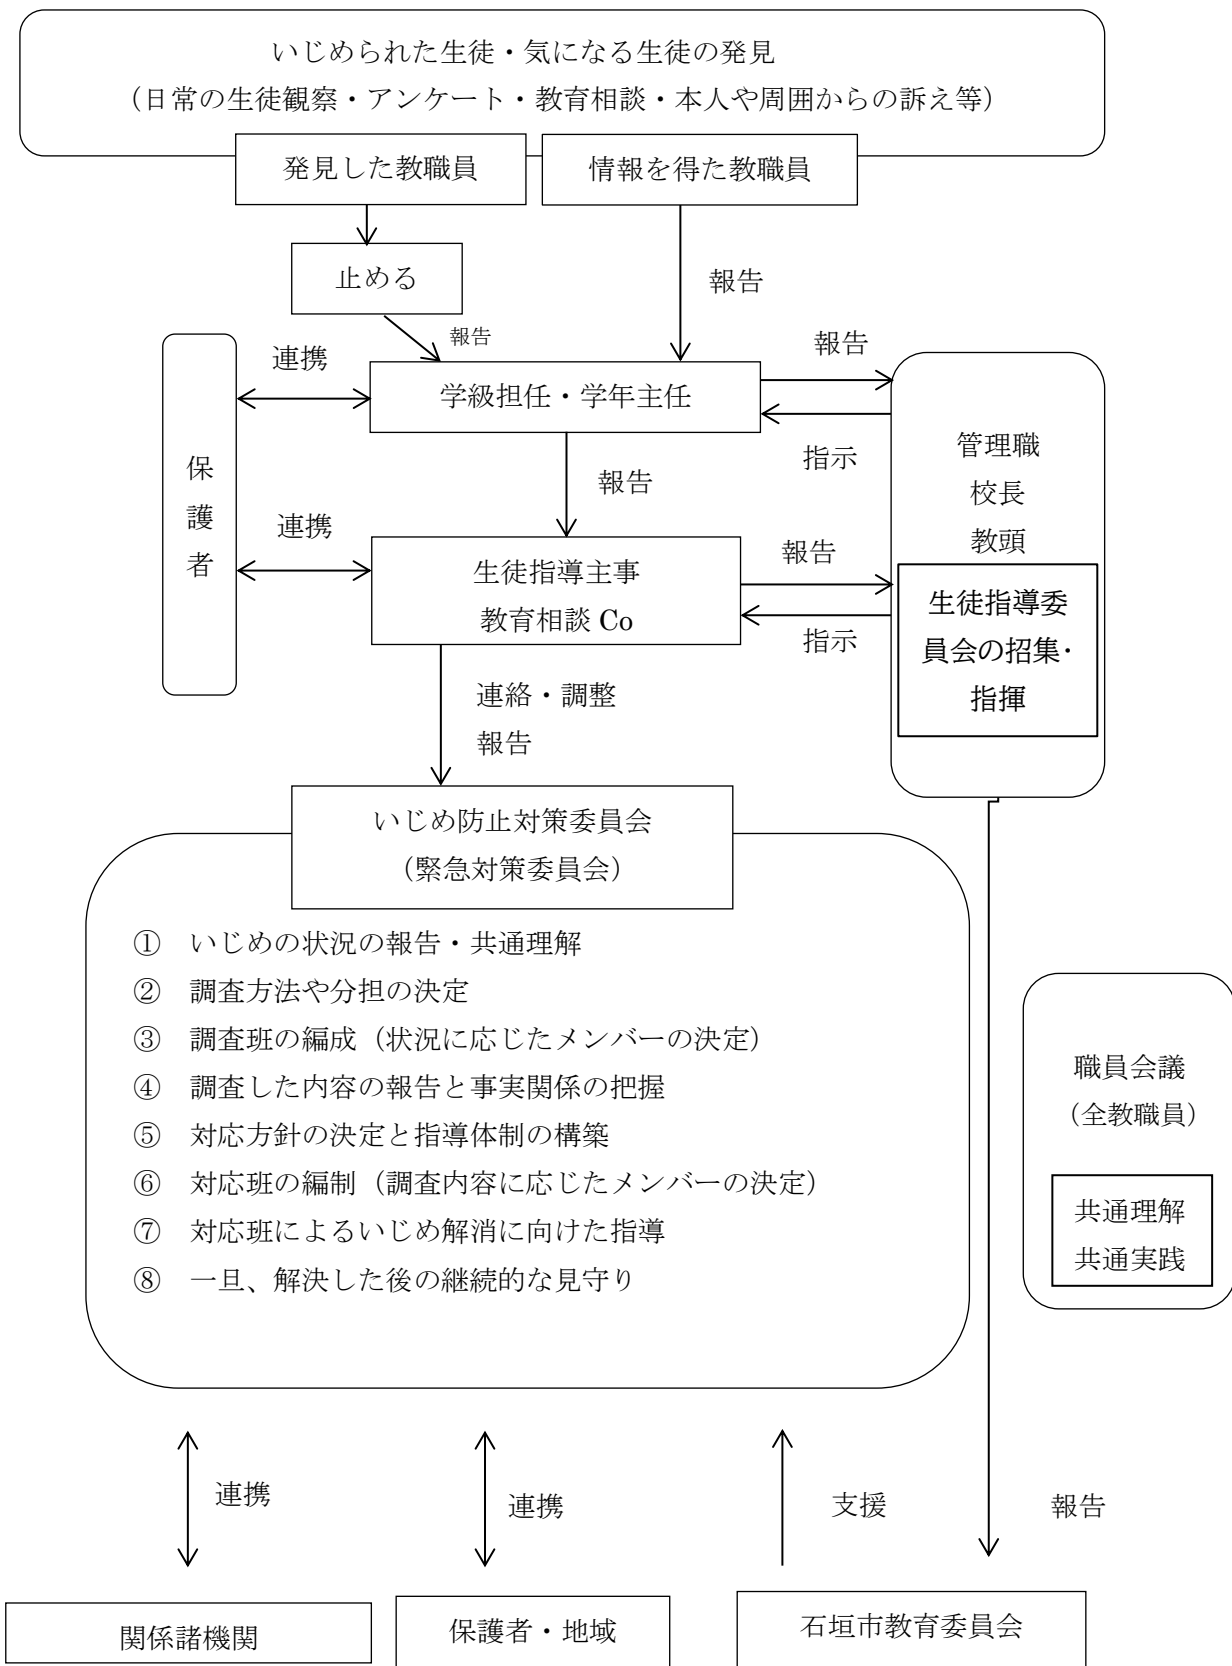 いじめられた生徒・気になる生徒の発見
（日常の生徒観察・アンケート・教育相談・本人や周囲からの訴え等）
発見した教職員
情報を得た教職員
止める
報告
報告
連携
学級担任・学年主任
報告
指示
管理職
校長
教頭
生徒指導委
員会の招集・
指揮
保
護
者
報告
連携
生徒指導主事
教育相談 Co
報告
指示
連絡・調整
報告
いじめ防止対策委員会
（緊急対策委員会）
① いじめの状況の報告・共通理解
② 調査方法や分担の決定
③ 調査班の編成（状況に応じたメンバーの決定）
④ 調査した内容の報告と事実関係の把握
⑤ 対応方針の決定と指導体制の構築
⑥ 対応班の編制（調査内容に応じたメンバーの決定）
⑦ 対応班によるいじめ解消に向けた指導
⑧ 一旦、解決した後の継続的な見守り
職員会議
（全教職員）
共通理解
共通実践
連携
連携
支援
報告
関係諸機関
保護者・地域
石垣市教育委員会